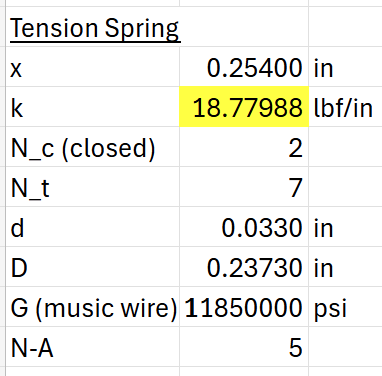 Tension Spring
x 0.25400 in
k 18.77988 lbf/in
N_c (closed) 2
N_t 7
d 0.0330 in
D 0.23730 in
G (music wire) 11850000 psi
N-A 5